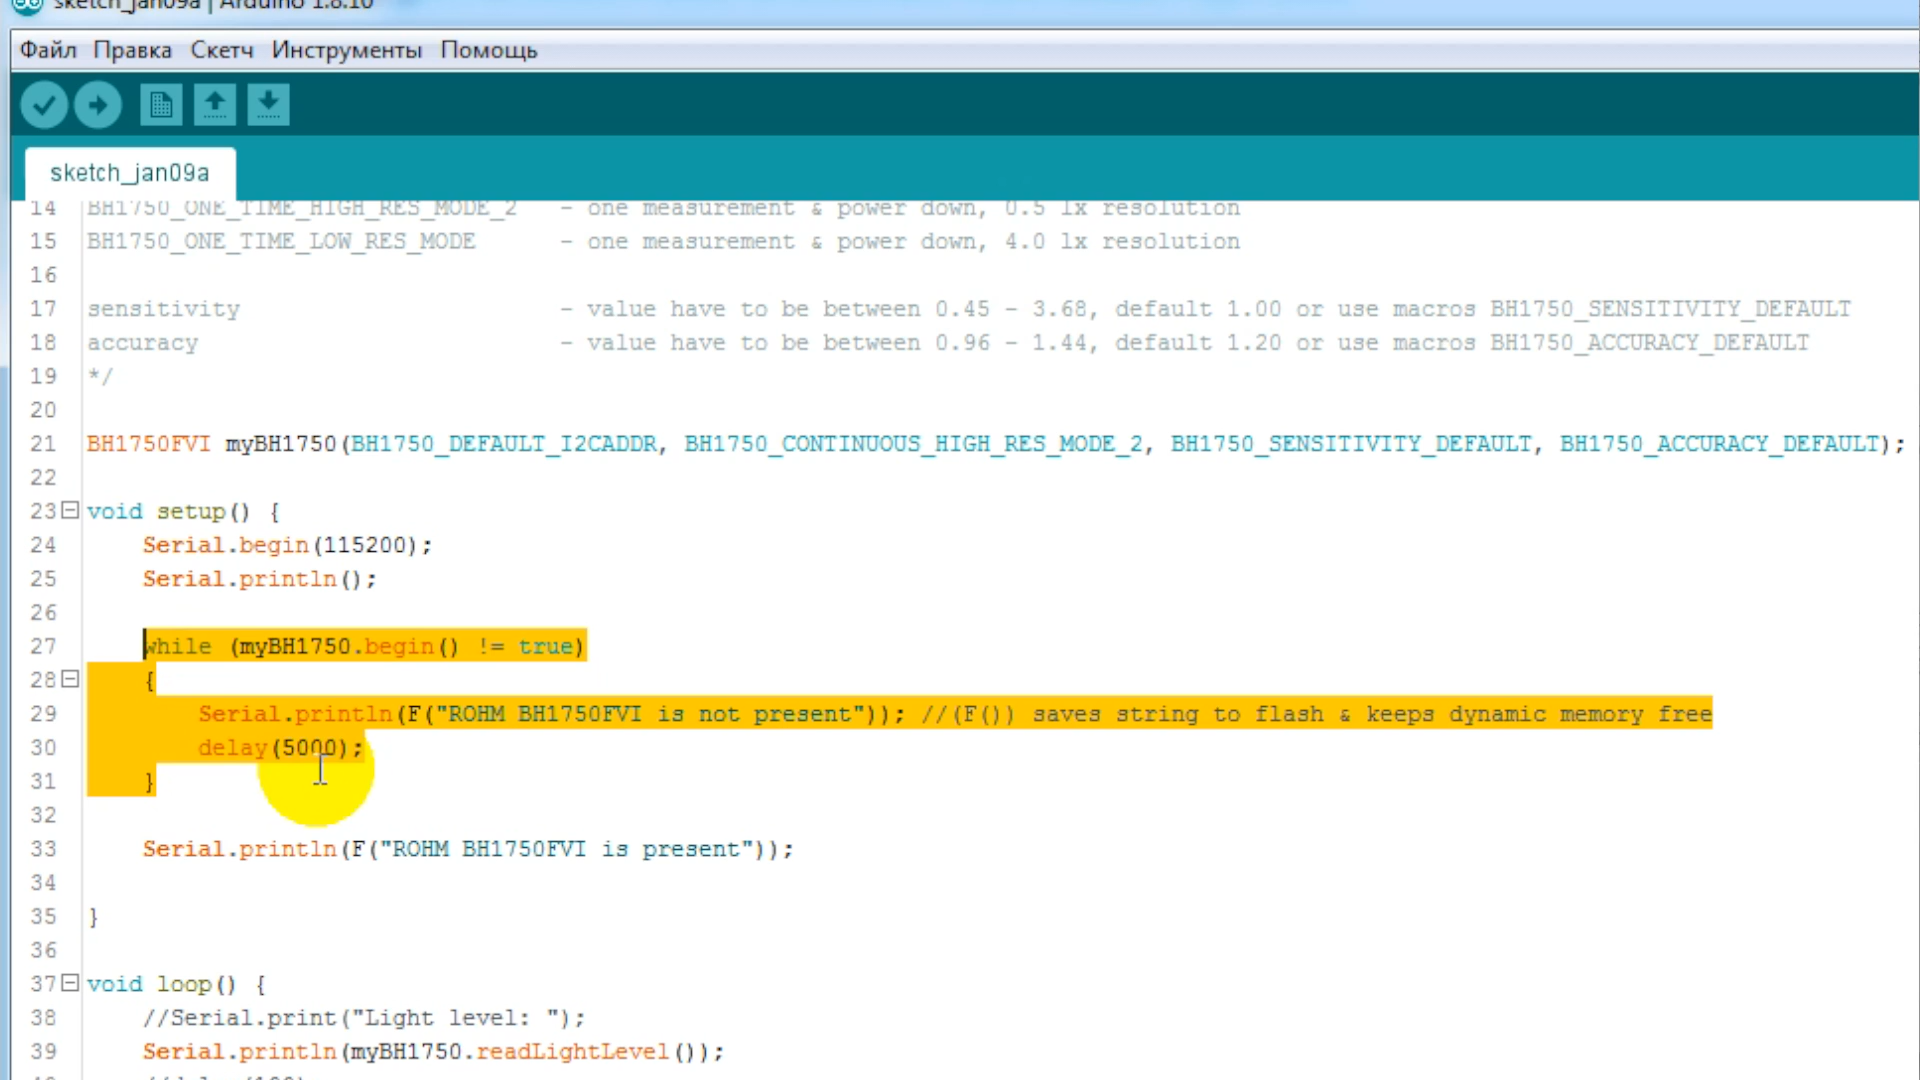 sketch_jan09a | Arduino 1.8.10
Файл Правка Скетч Инструменты Помощь
sketch_jan09a
14 BH1750_ONE_TIME_HIGH_RES_MODE_2 - one measurement & power down, 0.5 lx resolution
15 BH1750_ONE_TIME_LOW_RES_MODE - one measurement & power down, 4.0 lx resolution
16
17 sensitivity - value have to be between 0.45 - 3.68, default 1.00 or use macros BH1750_SENSITIVITY_DEFAULT
18 accuracy - value have to be between 0.96 - 1.44, default 1.20 or use macros BH1750_ACCURACY_DEFAULT
19 */
20
21 BH1750FVI myBH1750(BH1750_DEFAULT_I2CADDR, BH1750_CONTINUOUS_HIGH_RES_MODE_2, BH1750_SENSITIVITY_DEFAULT, BH1750_ACCURACY_DEFAULT);
22
23 void setup() {
24 Serial.begin(115200);
25 Serial.println();
26
27 while (myBH1750.begin() != true)
28 {
29 Serial.println(F("ROHM BH1750FVI is not present")); //(F()) saves string to flash & keeps dynamic memory free
30 delay(5000);
31 }
32
33 Serial.println(F("ROHM BH1750FVI is present"));
34
35 }
36
37 void loop() {
38 //Serial.print("Light level: ");
39 Serial.println(myBH1750.readLightLevel());